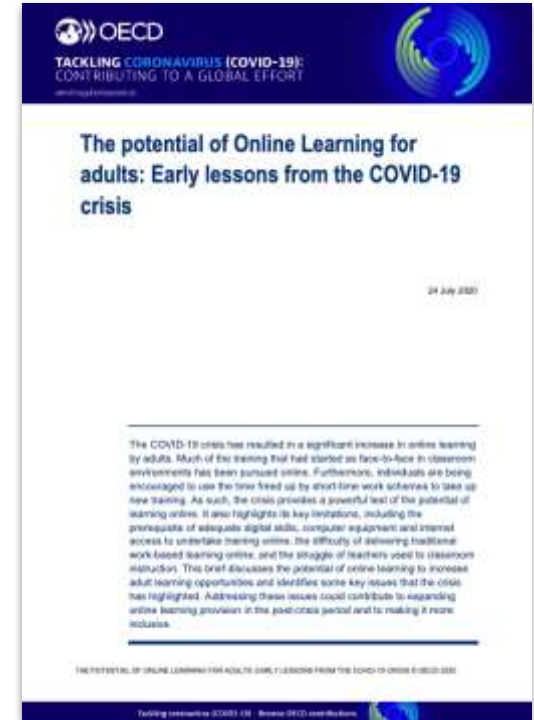 OECD
TACKLING CORONAVIRUS (COVID-19):
CONTRIBUTING TO A GLOBAL EFFORT
The potential of Online Learning for
adults: Early lessons from the COVID-19
crisis
24 July 2020
The COVID-19 crisis has resulted in a significant increase in online learning
by adults. Much of the training that had started as face-to-face in classroom
environments has been pursued online. Furthermore, individuals are being
encouraged to use the time freed up by short-time work schemes to take up
new training. As such, the crisis provides a powerful test of the potential of
learning online. It also highlights its key limitations, including the
prerequisite of adequate digital skills, computer equipment and internet
access to undertake training online, the difficulty of delivering traditional
work-based learning online, and the struggle of teachers used to classroom
instruction. This brief discusses the potential of online learning to increase
adult learning opportunities and identifies some key issues that the crisis
has highlighted. Addressing these issues could contribute to expanding
online learning provision in the post-crisis period and to making it more
inclusive.
THE POTENTIAL OF ONLINE LEARNING FOR ADULTS: EARLY LESSONS FROM THE COVID-19 CRISIS © OECD 2020
Tackling coronavirus (COVID-19) - Browse OECD contributions